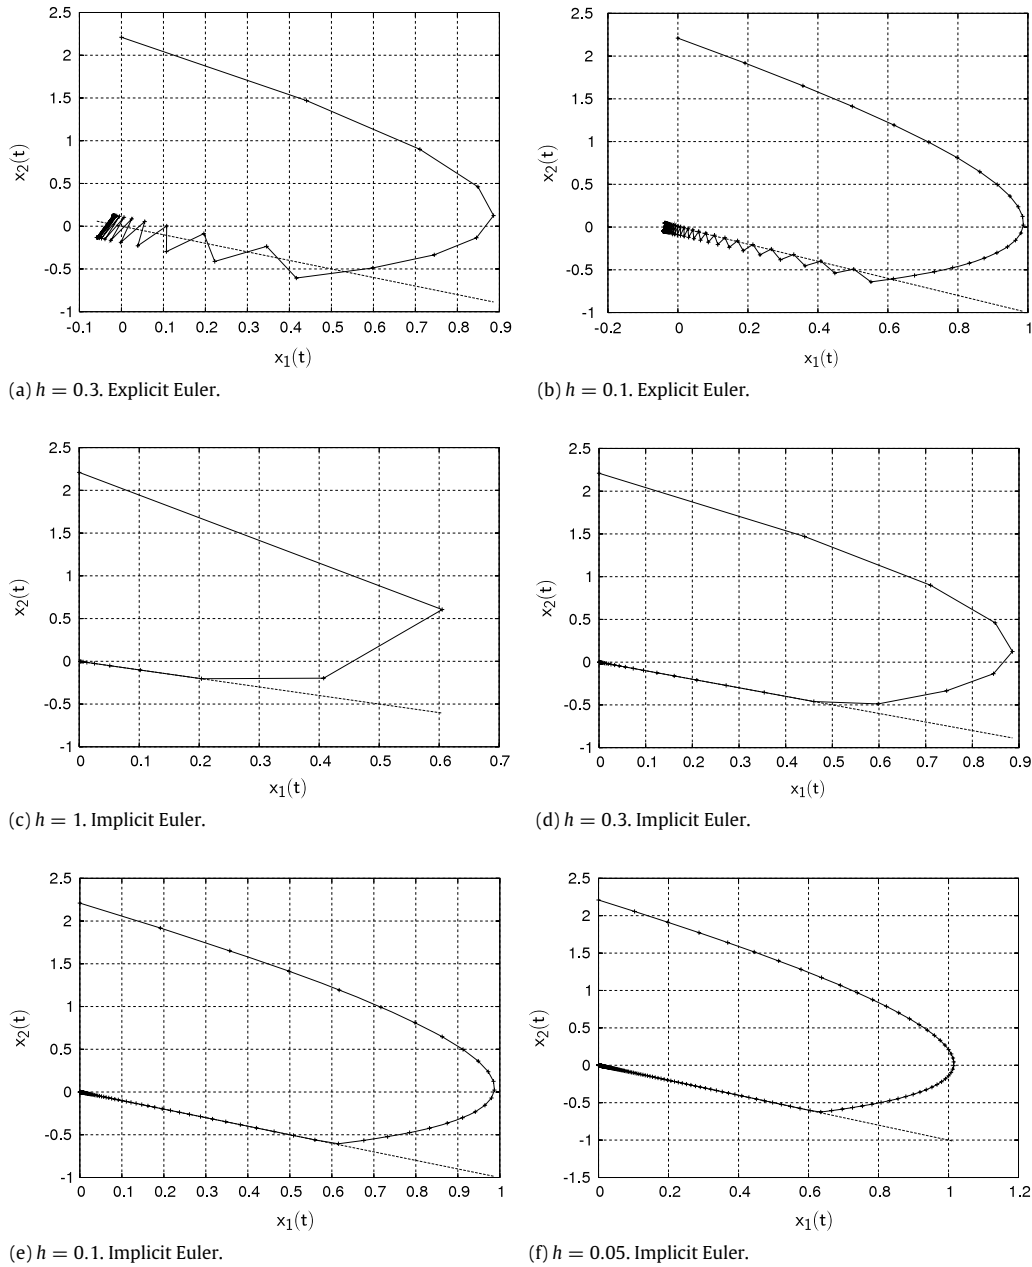 2.5
2
1.5
1
0.5
0
-0.5
-1
-0.1 0 0.1 0.2 0.3 0.4 0.5 0.6 0.7 0.8 0.9
x2(t)
x1(t)
(a) h = 0.3. Explicit Euler.
2.5
2
1.5
1
0.5
0
-0.5
-1
-0.2 0 0.2 0.4 0.6 0.8 1
x2(t)
x1(t)
(b) h = 0.1. Explicit Euler.
2.5
2
1.5
1
0.5
0
-0.5
-1
0 0.1 0.2 0.3 0.4 0.5 0.6 0.7
x2(t)
x1(t)
(c) h = 1. Implicit Euler.
2.5
2
1.5
1
0.5
0
-0.5
-1
0 0.1 0.2 0.3 0.4 0.5 0.6 0.7 0.8 0.9
x2(t)
x1(t)
(d) h = 0.3. Implicit Euler.
2.5
2
1.5
1
0.5
0
-0.5
-1
0 0.1 0.2 0.3 0.4 0.5 0.6 0.7 0.8 0.9 1
x2(t)
x1(t)
(e) h = 0.1. Implicit Euler.
2.5
2
1.5
1
0.5
0
-0.5
-1
-1.5
0 0.2 0.4 0.6 0.8 1 1.2
x2(t)
x1(t)
(f) h = 0.05. Implicit Euler.